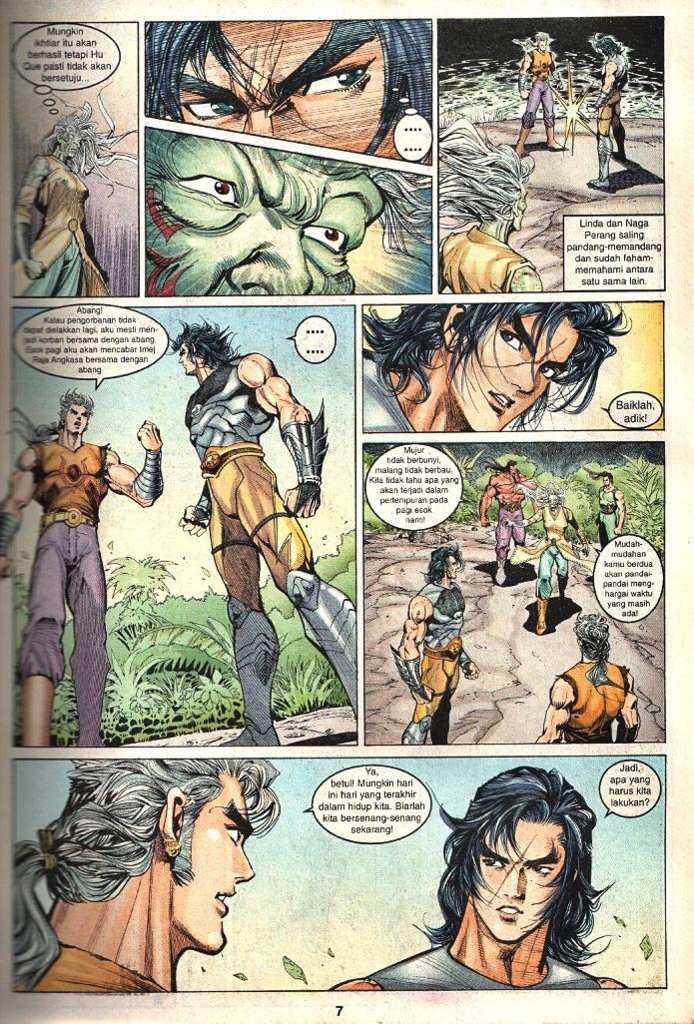 Mungkin
ikhtiar itu akan
berhasil tetapi Hu
Que pasti tidak akan
bersetuju...
....
....
Linda dan Naga
Perang saling
pandang-memandang
dan sudah faham-
memahami antara
satu sama lain.
Abang!
Kalau pengorbanan tidak
dapat dielakkan lagi, aku mesti men-
jadi korban bersama dengan abang.
Esok pagi aku akan mencabar Imej
Raja Angkasa bersama dengan
abang
....
....
Baiklah,
adik!
Mujur
tidak berbunyi,
malang tidak berbau.
Kita tidak tahu apa yang
akan terjadi dalam
pertempuran pada
pagi esok
nanti!
Mudah-
mudahan
kamu berdua
akan pandai-
pandai meng-
hargai waktu
yang masih
ada!
Ya,
betul! Mungkin hari
ini hari yang terakhir
dalam hidup kita. Biarlah
kita bersenang-senang
sekarang!
Jadi,
apa yang
harus kita
lakukan?
7